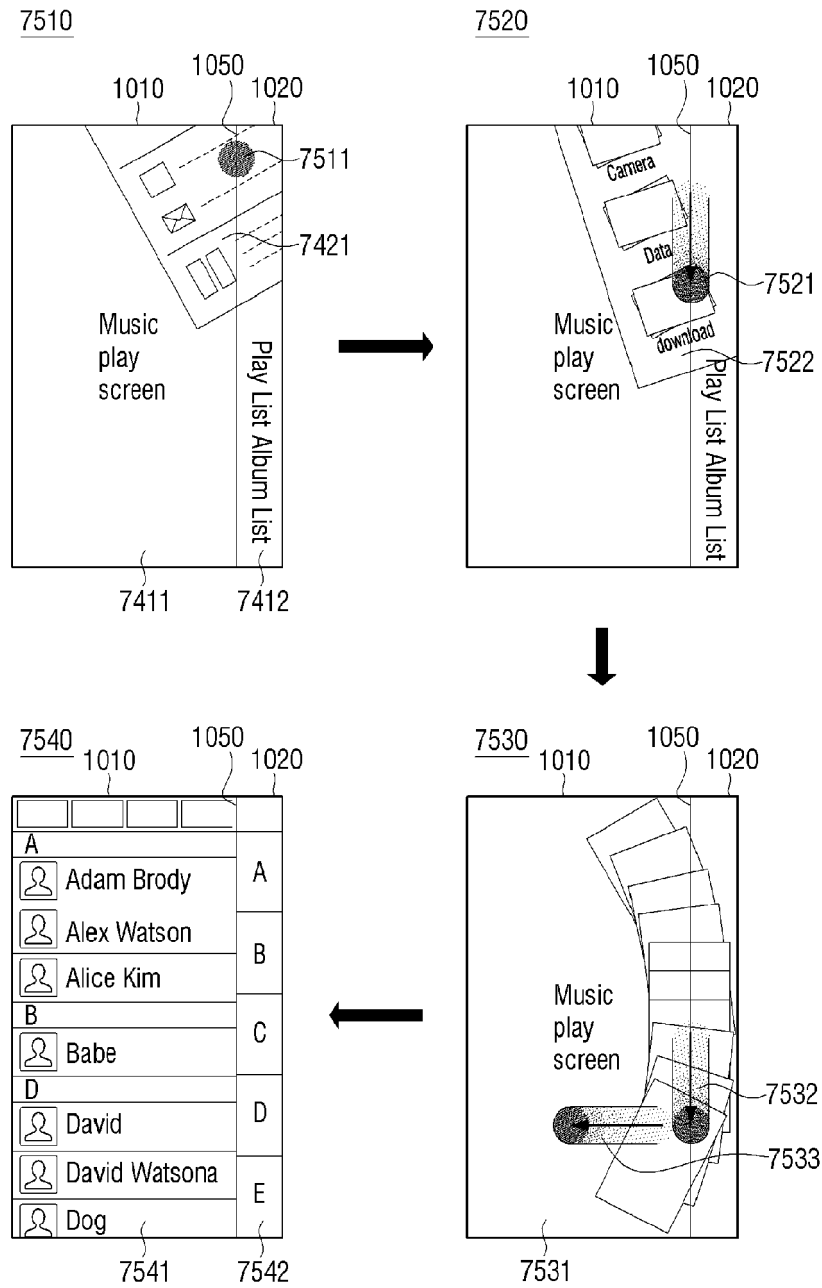 7510
1010
1050
1020
7511
7421
Music
play
screen
Play List Album List
7411
7412
7520
1010
1050
1020
Camera
Data
download
7521
7522
Music
play
screen
Play List Album List
7540
1010
1050
1020
A
Adam Brody
Alex Watson
Alice Kim
B
Babe
D
David
David Watsona
Dog
A
B
C
D
E
7541
7542
7530
1010
1050
1020
Music
play
screen
7532
7533
7531